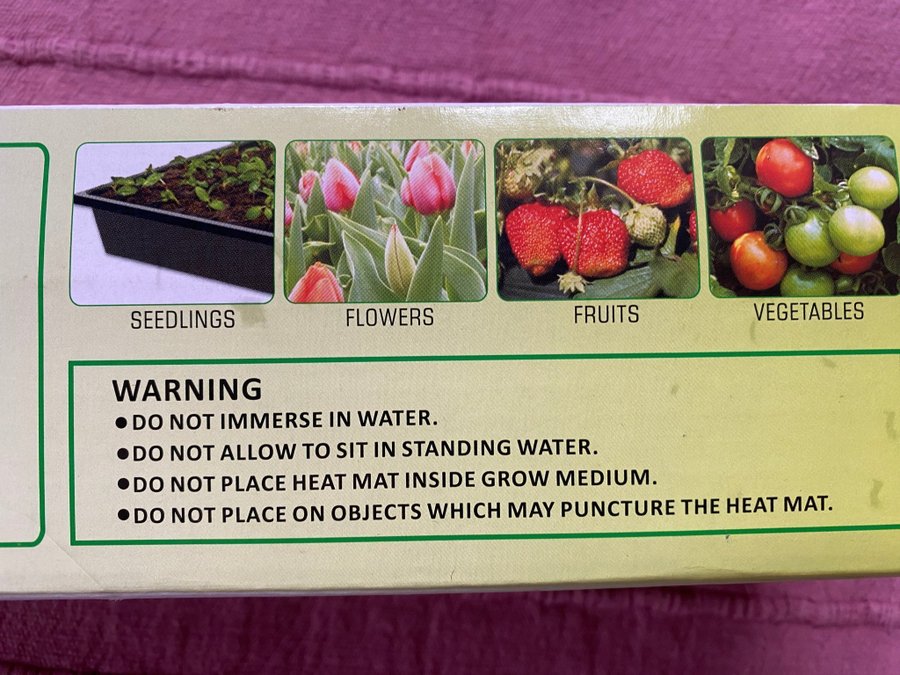 SEEDLINGS
FLOWERS
FRUITS
VEGETABLES
WARNING
●DO NOT IMMERSE IN WATER.
●DO NOT ALLOW TO SIT IN STANDING WATER.
●DO NOT PLACE HEAT MAT INSIDE GROW MEDIUM.
●DO NOT PLACE ON OBJECTS WHICH MAY PUNCTURE THE HEAT MAT.